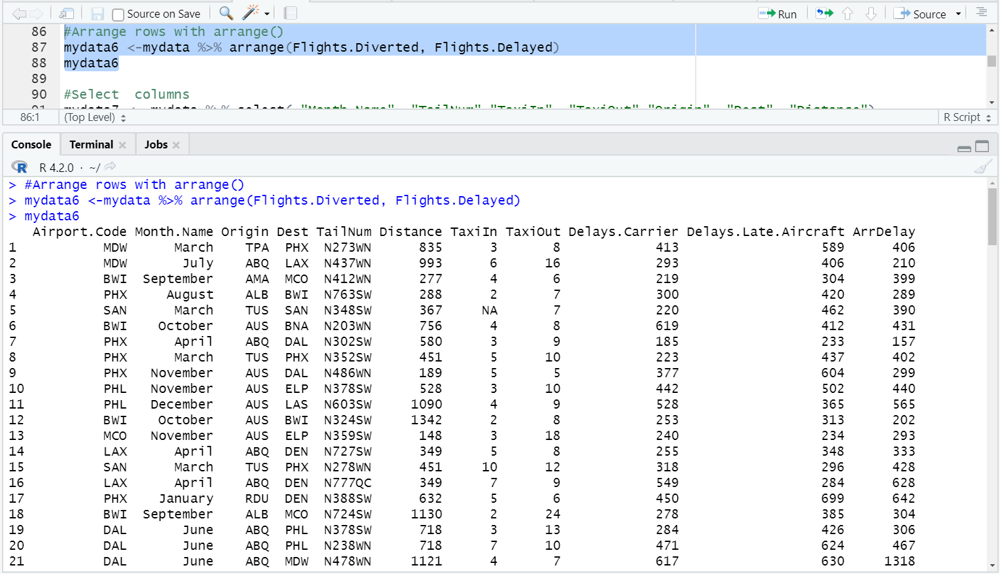 Source on Save
Run
Source
86 #Arrange rows with arrange()
87 mydata6 <-mydata %>% arrange(Flights.Diverted, Flights.Delayed)
88 mydata6
89
90 #Select  columns
91 mydata7 <- mydata %>% select( "Month.Name", "TailNum","TaxiIn", "TaxiOut","Origin", "Dest", "Distance")
86:1 (Top Level) R Script
Console Terminal Jobs
R R 4.2.0 · ~/
> #Arrange rows with arrange()
> mydata6 <-mydata %>% arrange(Flights.Diverted, Flights.Delayed)
> mydata6
Airport.Code Month.Name Origin Dest TailNum Distance TaxiIn TaxiOut Delays.Carrier Delays.Late.Aircraft ArrDelay
1 MDW March TPA PHX N273WN 835 3 8 413 589 406
2 MDW July ABQ LAX N437WN 993 6 16 293 406 210
3 BWI September AMA MCO N412WN 277 4 6 219 304 399
4 PHX August ALB BWI N763SW 288 2 7 300 420 289
5 SAN March TUS SAN N348SW 367 NA 7 220 462 390
6 BWI October AUS BNA N203WN 756 4 8 619 412 431
7 PHX April ABQ DAL N302SW 580 3 9 185 233 157
8 PHX March TUS PHX N352SW 451 5 10 223 437 402
9 PHX November AUS DAL N486WN 189 5 5 377 604 299
10 PHL November AUS ELP N378SW 528 3 10 442 502 440
11 PHL December AUS LAS N603SW 1090 4 9 528 365 565
12 BWI October AUS BWI N324SW 1342 2 8 253 313 202
13 MCO November AUS ELP N359SW 148 3 18 240 234 293
14 LAX April ABQ DEN N727SW 349 5 8 255 348 333
15 SAN March TUS PHX N278WN 451 10 12 318 296 428
16 LAX April ABQ DEN N777QC 349 7 9 549 284 628
17 PHX January RDU DEN N388SW 632 5 6 450 699 642
18 BWI September ALB MCO N724SW 1130 2 24 278 385 304
19 DAL June ABQ PHL N378SW 718 3 13 284 426 306
20 DAL June ABQ PHL N238WN 718 7 10 471 624 467
21 DAL June ABQ MDW N478WN 1121 4 7 617 630 1318